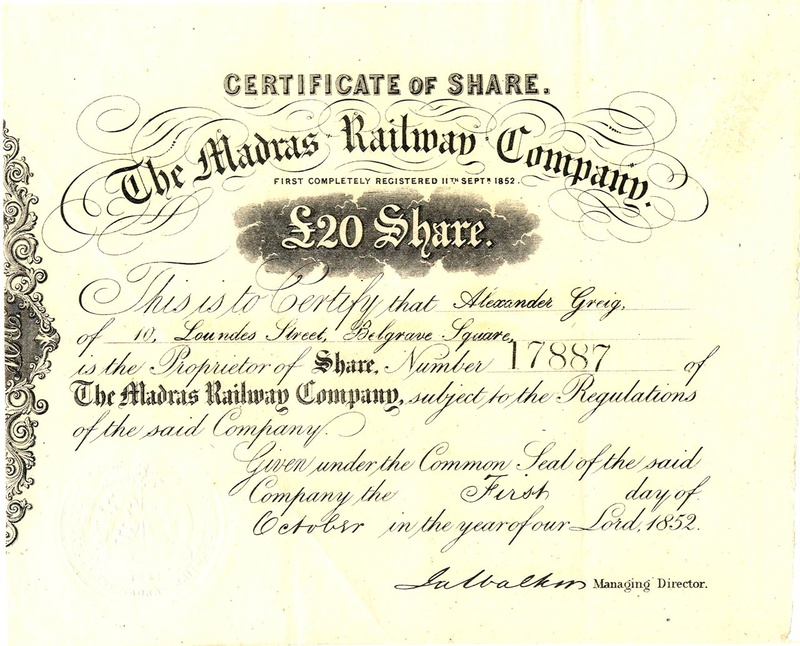 CERTIFICATE OF SHARE.
The Madras Railway Company.
FIRST COMPLETELY REGISTERED 11TH SEPTR 1852.
£20 Share.
This is to Certify that Alexander Greig,
of 10, Loundes Street, Belgrave Square,
is the Proprietor of Share, Number 17887 of
The Madras Railway Company, subject to the Regulations
of the said Company.
Given under the Common Seal of the said
Company the First day of
October in the year of our Lord, 1852.
Jas Walker Managing Director.